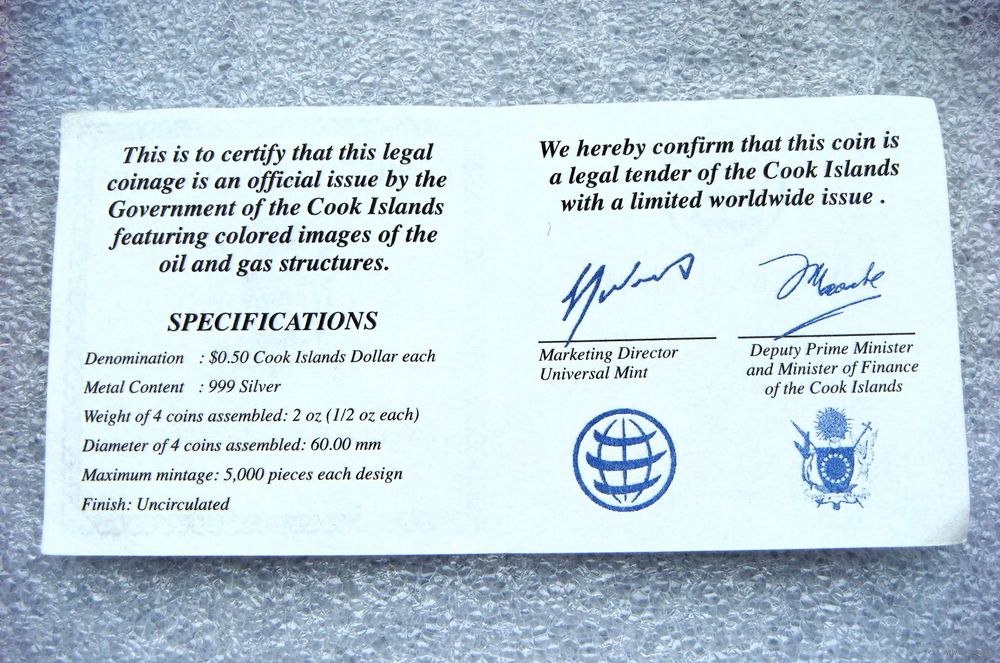 This is to certify that this legal
coinage is an official issue by the
Government of the Cook Islands
featuring colored images of the
oil and gas structures.
SPECIFICATIONS
Denomination : $0.50 Cook Islands Dollar each
Metal Content : 999 Silver
Weight of 4 coins assembled: 2 oz (1/2 oz each)
Diameter of 4 coins assembled: 60.00 mm
Maximum mintage: 5,000 pieces each design
Finish: Uncirculated
We hereby confirm that this coin is
a legal tender of the Cook Islands
with a limited worldwide issue .
Marketing Director
Universal Mint
Deputy Prime Minister
and Minister of Finance
of the Cook Islands